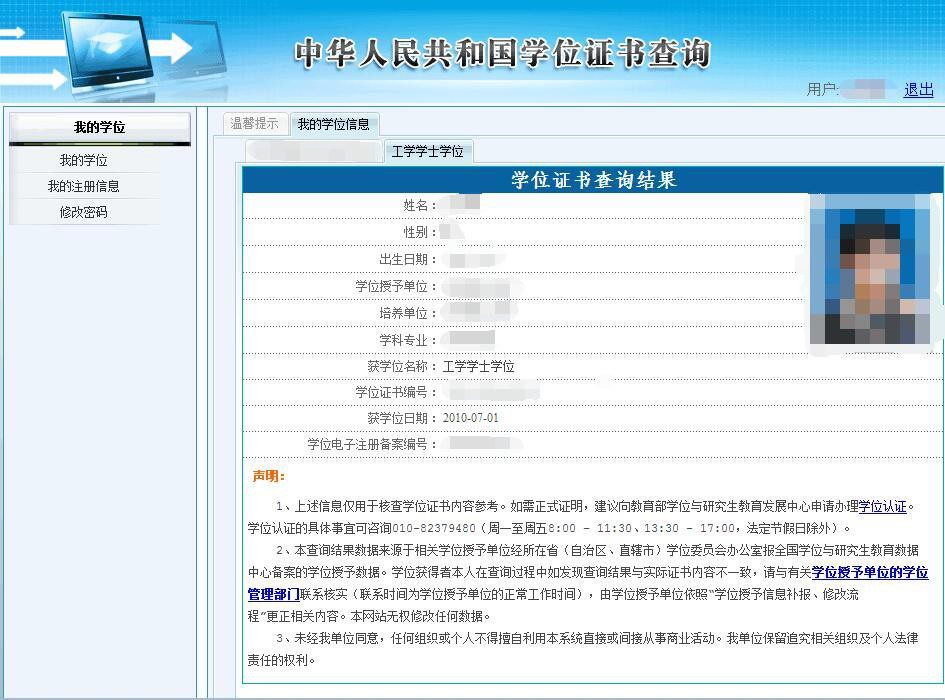 中华人民共和国学位证书查询
用户: 退出
我的学位
我的学位
我的注册信息
修改密码
温馨提示 我的学位信息
工学学士学位
学位证书查询结果
姓名：
性别：
出生日期：
学位授予单位：
培养单位：
学科专业：
获学位名称：工学学士学位
学位证书编号：
获学位日期：2010-07-01
学位电子注册备案编号：
声明：
1、上述信息仅用于核查学位证书内容参考。如需正式证明，建议向教育部学位与研究生教育发展中心申请办理学位认证。
学位认证的具体事宜可咨询010-82379480（周一至周五8:00 - 11:30、13:30 - 17:00，法定节假日除外）。
2、本查询结果数据来源于相关学位授予单位经所在省（自治区、直辖市）学位委员会办公室报全国学位与研究生教育数据
中心备案的学位授予数据。学位获得者本人在查询过程中如发现查询结果与实际证书内容不一致，请与有关学位授予单位的学位
管理部门联系核实（联系时间为学位授予单位的正常工作时间），由学位授予单位依照“学位授予信息补报、修改流
程”更正相关内容。本网站无权修改任何数据。
3、未经我单位同意，任何组织或个人不得擅自利用本系统直接或间接从事商业活动。我单位保留追究相关组织及个人法律
责任的权利。